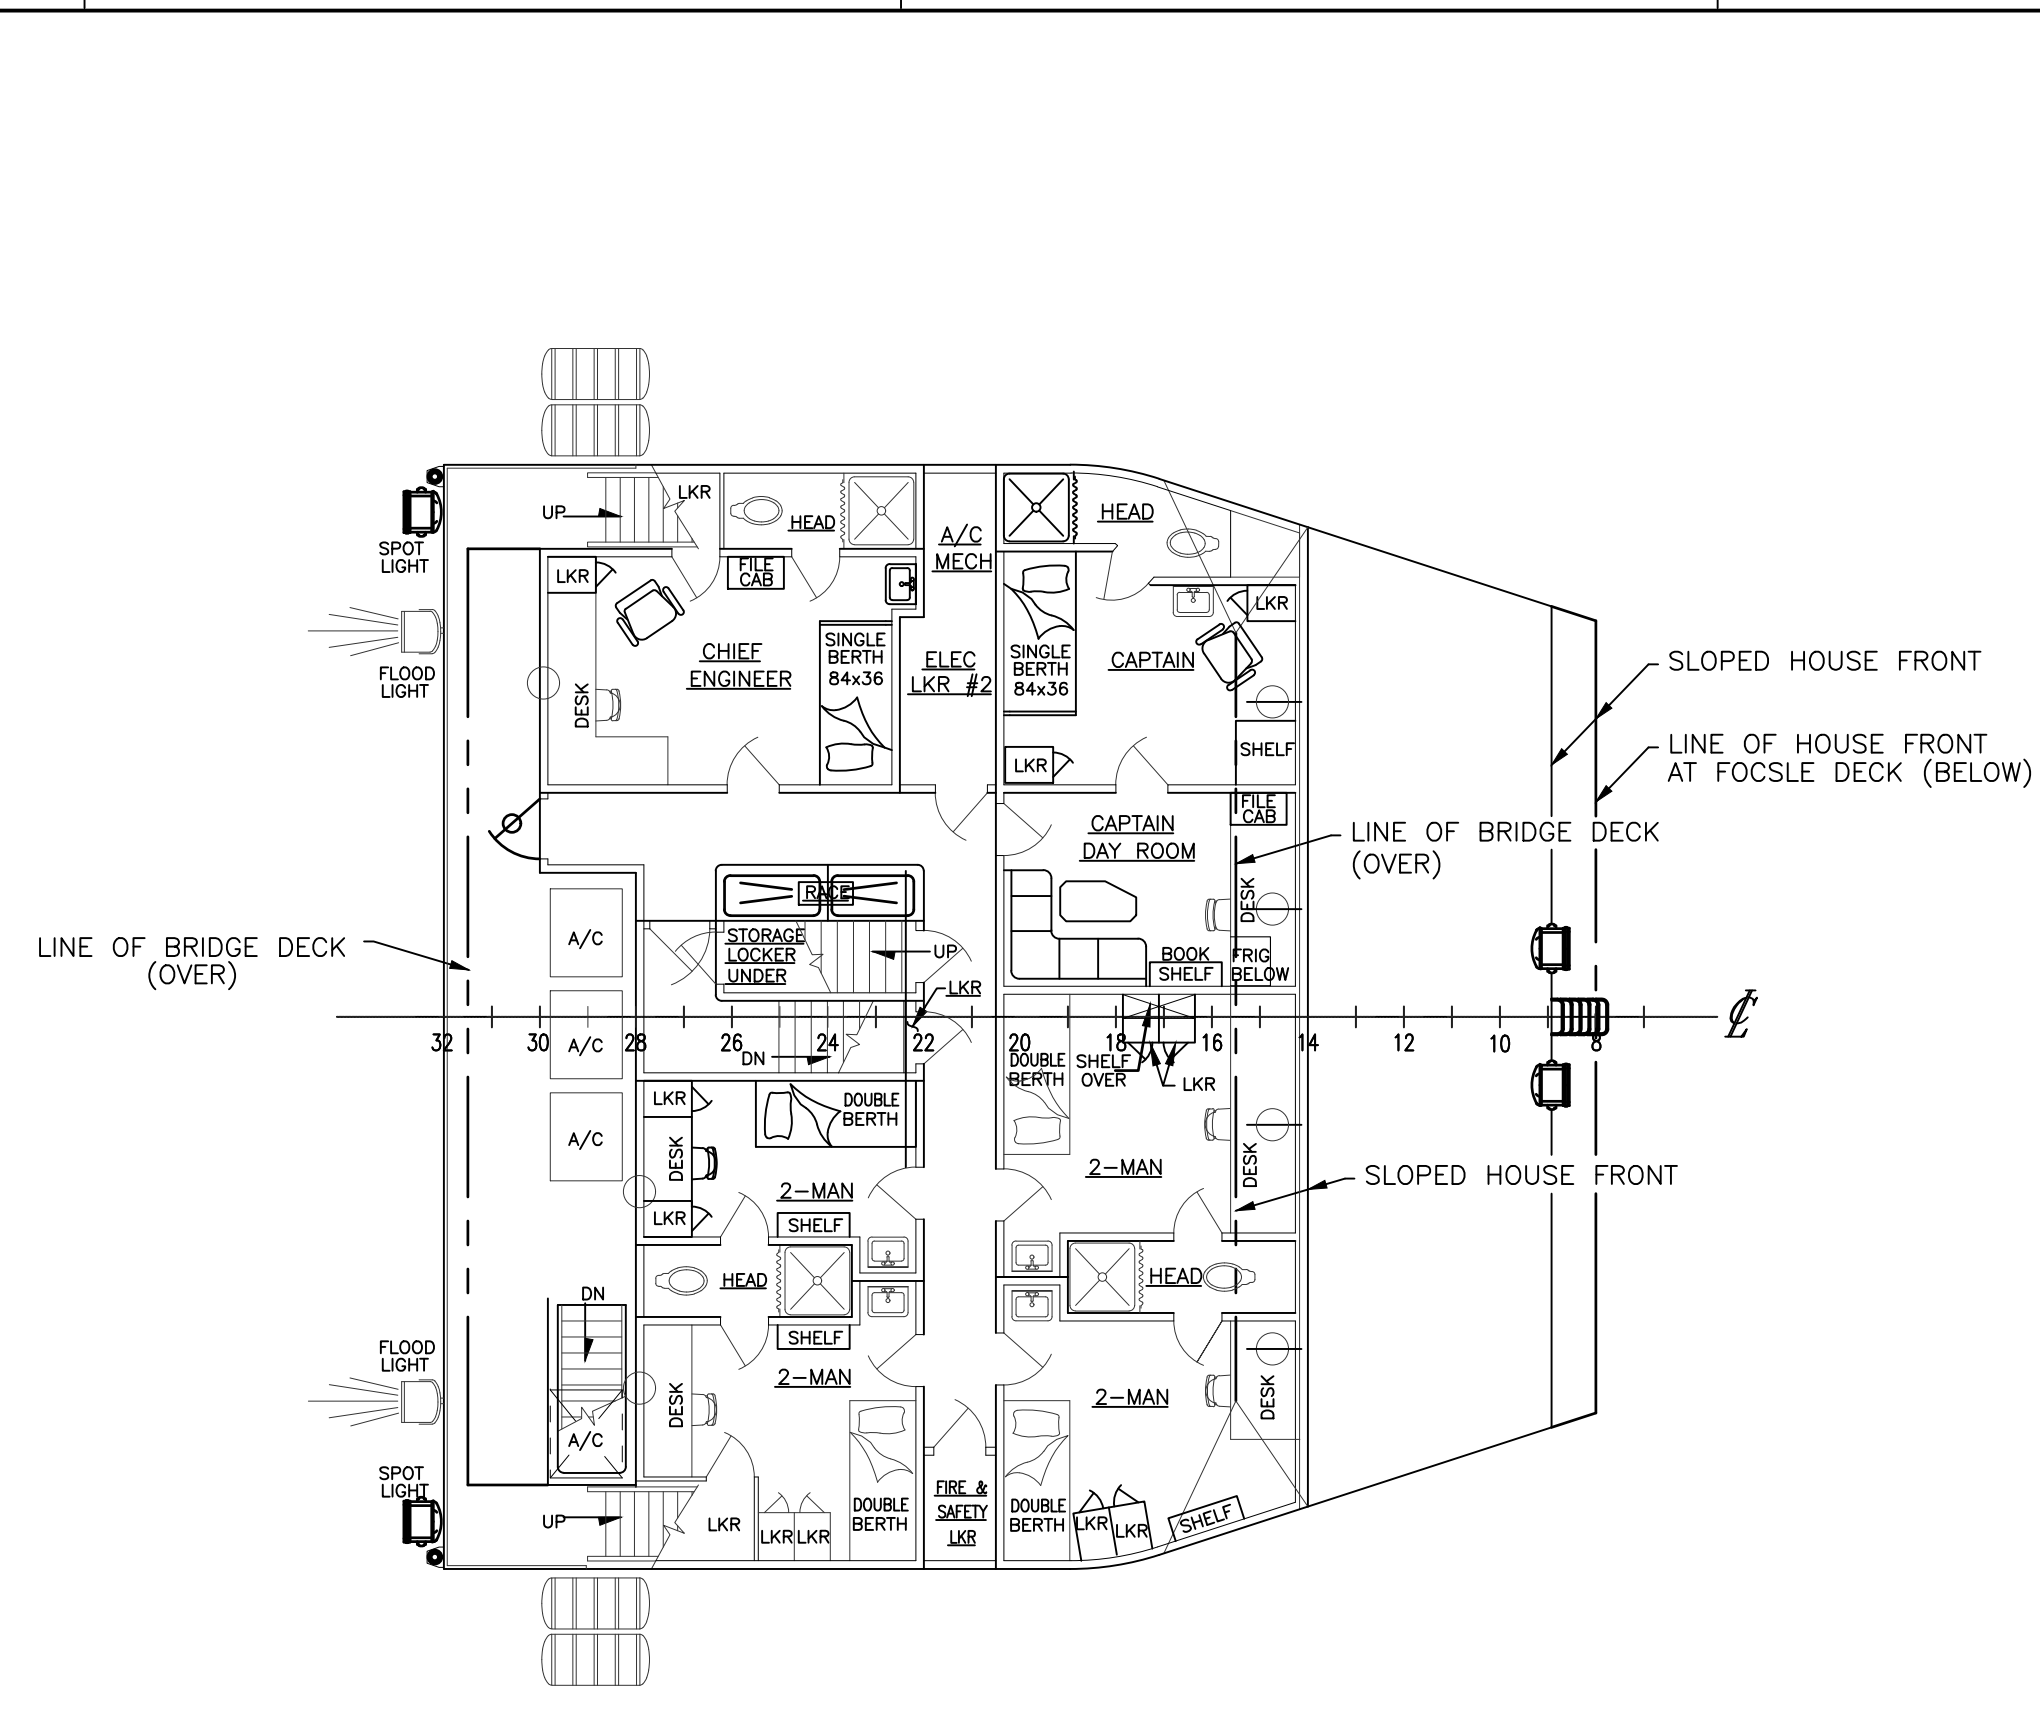 LKR
UP
HEAD
HEAD
SPOT
LIGHT
A/C
MECH
LKR
FILE
CAB
LKR
FLOOD
LIGHT
DESK
CHIEF
ENGINEER
SINGLE
BERTH
84x36
ELEC
LKR #2
SINGLE
BERTH
84x36
CAPTAIN
SLOPED HOUSE FRONT
LKR
SHELF
LINE OF HOUSE FRONT
AT FOCSLE DECK (BELOW)
FILE
CAB
CAPTAIN
DAY ROOM
LINE OF BRIDGE DECK
(OVER)
RACE
DESK
LINE OF BRIDGE DECK
(OVER)
A/C
STORAGE
LOCKER
UNDER
UP
LKR
BOOK
SHELF
FRIG
BELOW
32
30
28
26
24
22
20
18
16
14
12
10
8
℄
A/C
DN
DOUBLE
BERTH
SHELF
OVER
LKR
A/C
LKR
DESK
LKR
DOUBLE
BERTH
2-MAN
SHELF
2-MAN
DESK
SLOPED HOUSE FRONT
HEAD
HEAD
DN
SHELF
FLOOD
LIGHT
A/C
DESK
2-MAN
2-MAN
DESK
SPOT
LIGHT
UP
LKR
LKR
LKR
DOUBLE
BERTH
FIRE &
SAFETY
LKR
DOUBLE
BERTH
LKR
LKR
SHELF